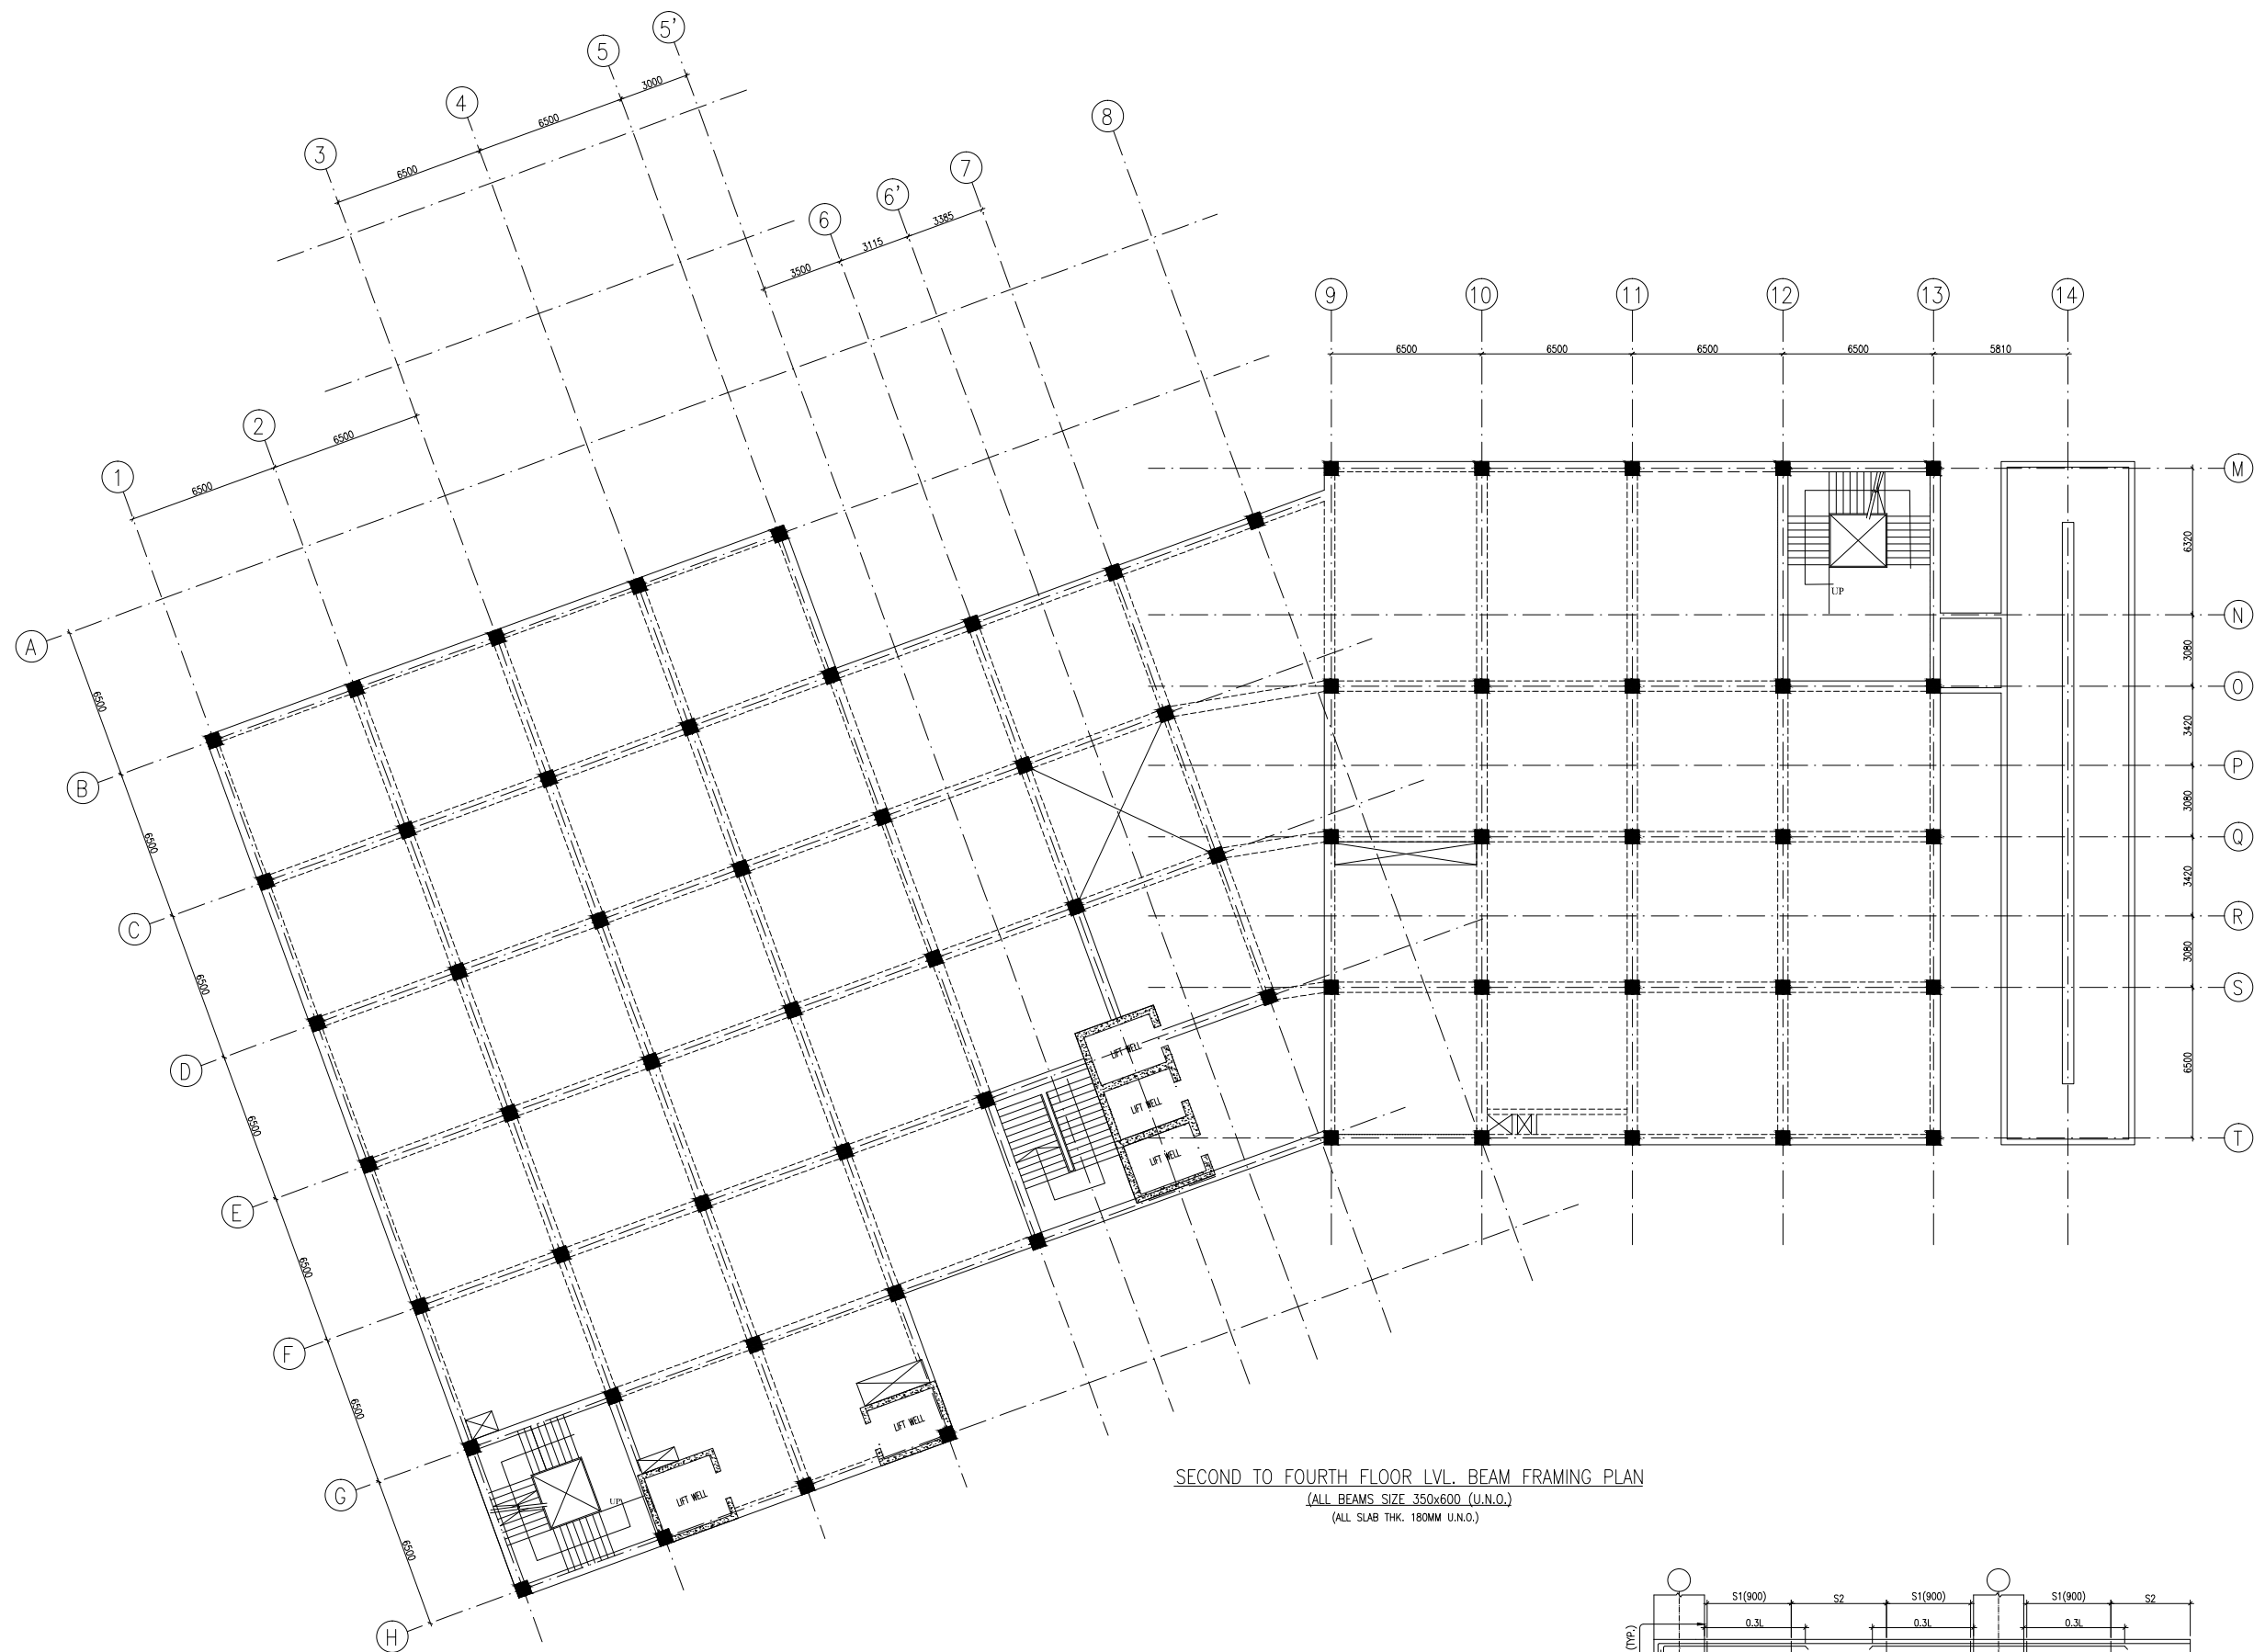 5'
5
4
3
3000
6500
6500
8
7
6'
6
3385
3115
3500
9
10
11
12
13
14
6500
6500
6500
6500
5810
2
1
6500
6500
M
N
O
P
Q
R
S
T
6320
3080
3420
3080
3420
3080
6500
UP
A
B
C
D
E
F
G
H
6500
6500
6500
6500
6500
6500
6500
LIFT WELL
LIFT WELL
LIFT WELL
LIFT WELL
LIFT WELL
UP
SECOND TO FOURTH FLOOR LVL. BEAM FRAMING PLAN
(ALL BEAMS SIZE 350x600 (U.N.O.)
(ALL SLAB THK. 180MM U.N.O.)
S1(900)
S2
S1(900)
S1(900)
S2
0.3L
0.3L
0.3L
(TYP.)